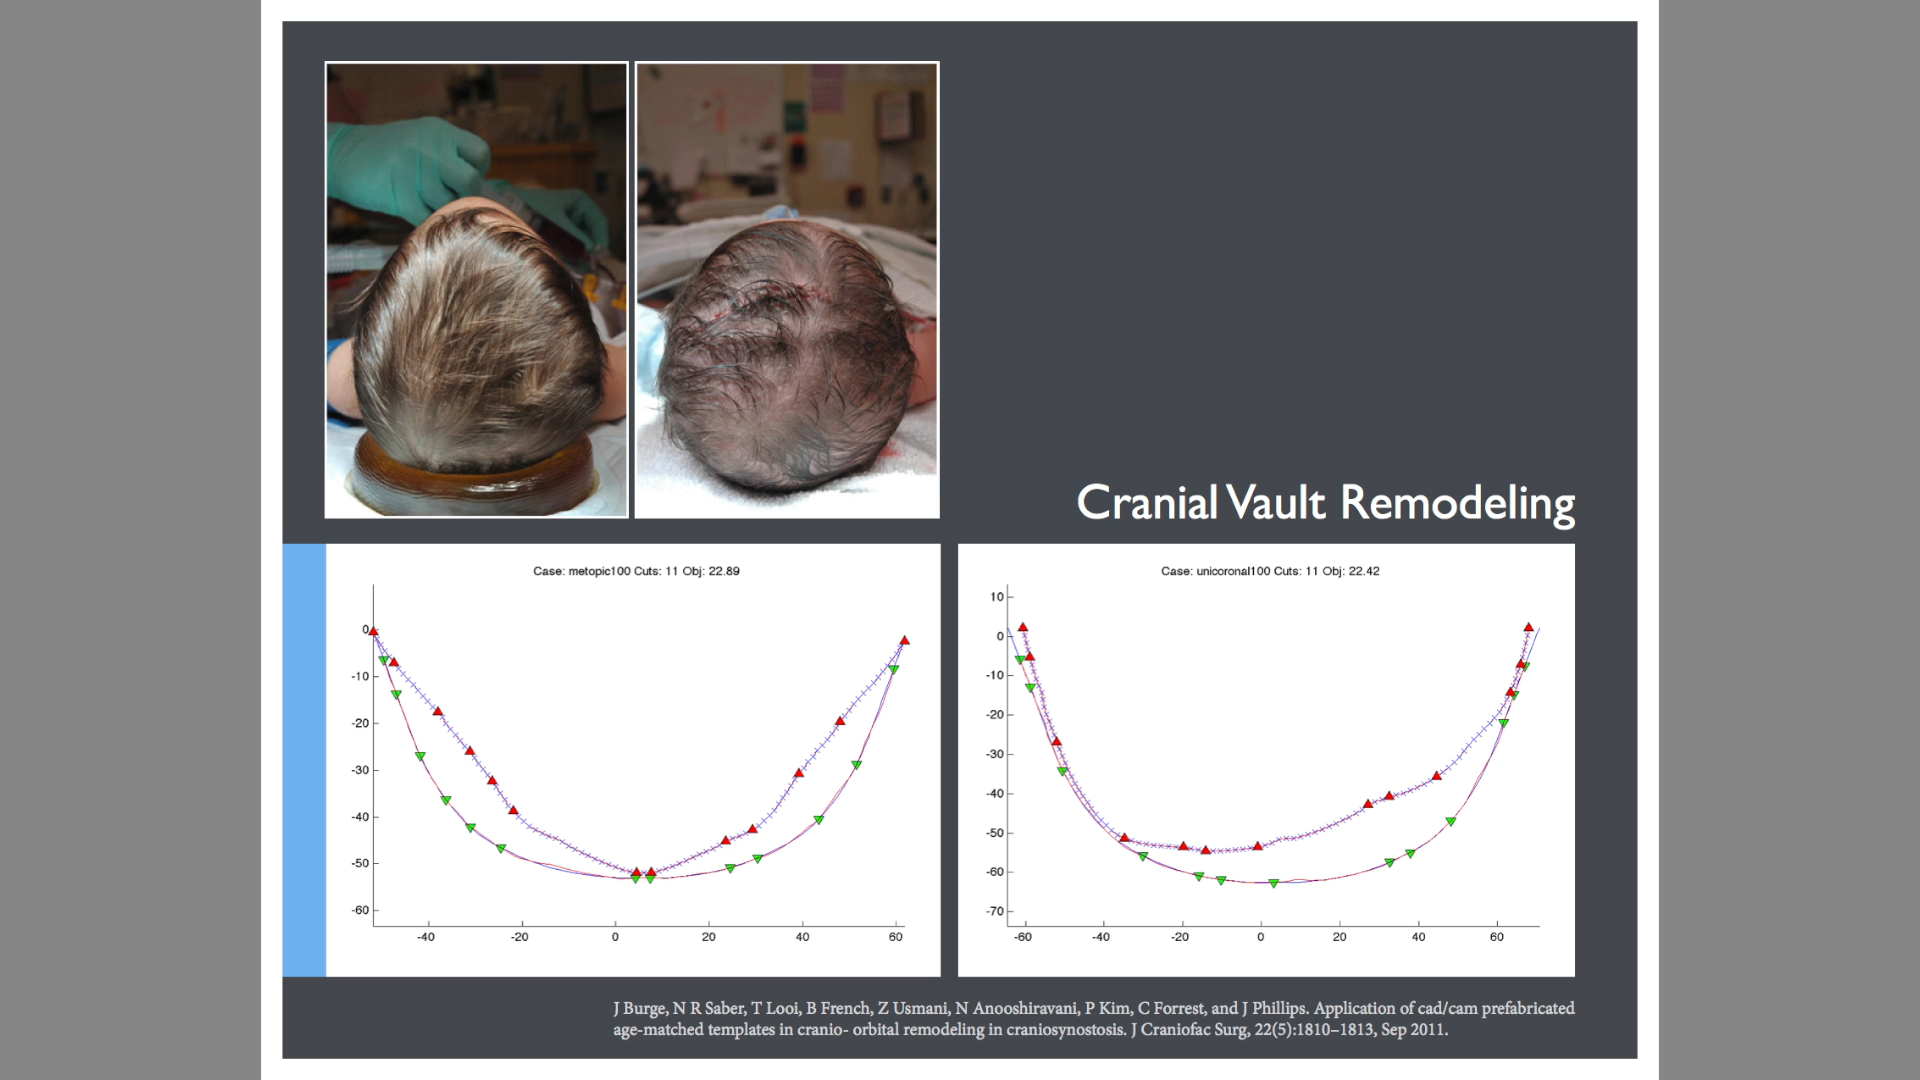 Cranial Vault Remodeling
Case: metopic100 Cuts: 11 Obj: 22.89
0
-10
-20
-30
-40
-50
-60
-40 -20 0 20 40 60
Case: unicoronal100 Cuts: 11 Obj: 22.42
10
0
-10
-20
-30
-40
-50
-60
-70
-60 -40 -20 0 20 40 60
J Burge, N R Saber, T Looi, B French, Z Usmani, N Anooshiravani, P Kim, C Forrest, and J Phillips. Application of cad/cam prefabricated
age-matched templates in cranio- orbital remodeling in craniosynostosis. J Craniofac Surg, 22(5):1810–1813, Sep 2011.